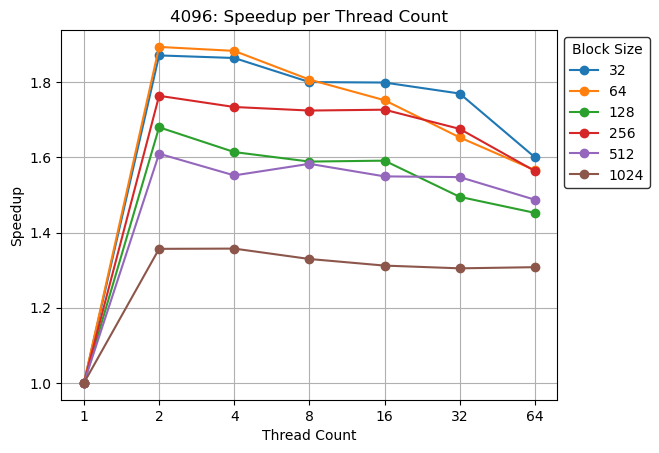 4096: Speedup per Thread Count
Speedup
1.8
1.6
1.4
1.2
1.0
1 2 4 8 16 32 64
Thread Count
Block Size
32
64
128
256
512
1024